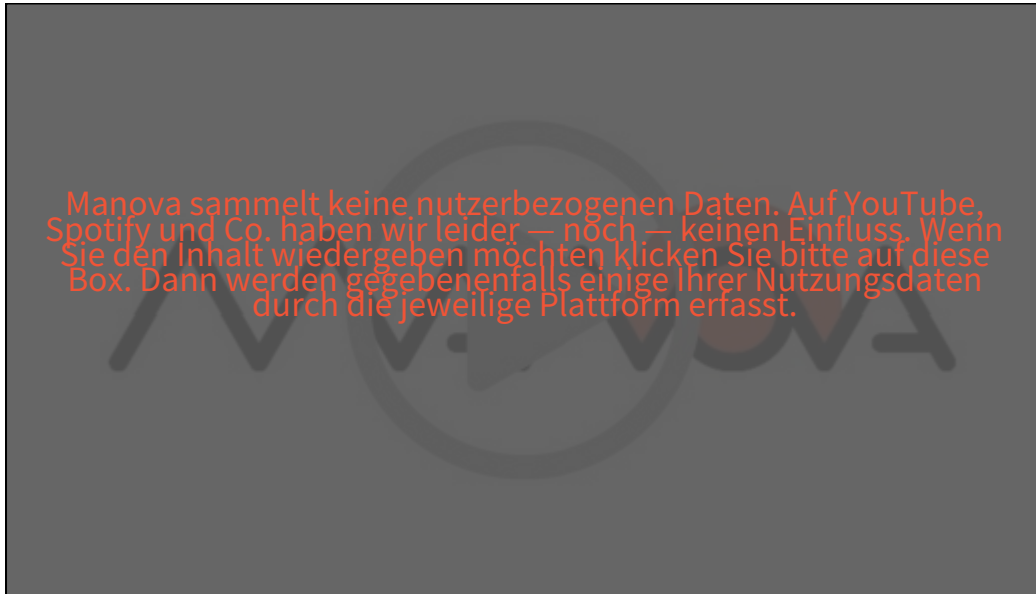 Manova sammelt keine nutzerbezogenen Daten. Auf YouTube,
Spotify und Co. haben wir leider — noch — keinen Einfluss. Wenn
Sie den Inhalt wiedergeben möchten klicken Sie bitte auf diese
Box. Dann werden gegebenenfalls einige Ihrer Nutzungsdaten
durch die jeweilige Plattform erfasst.
MANOVA